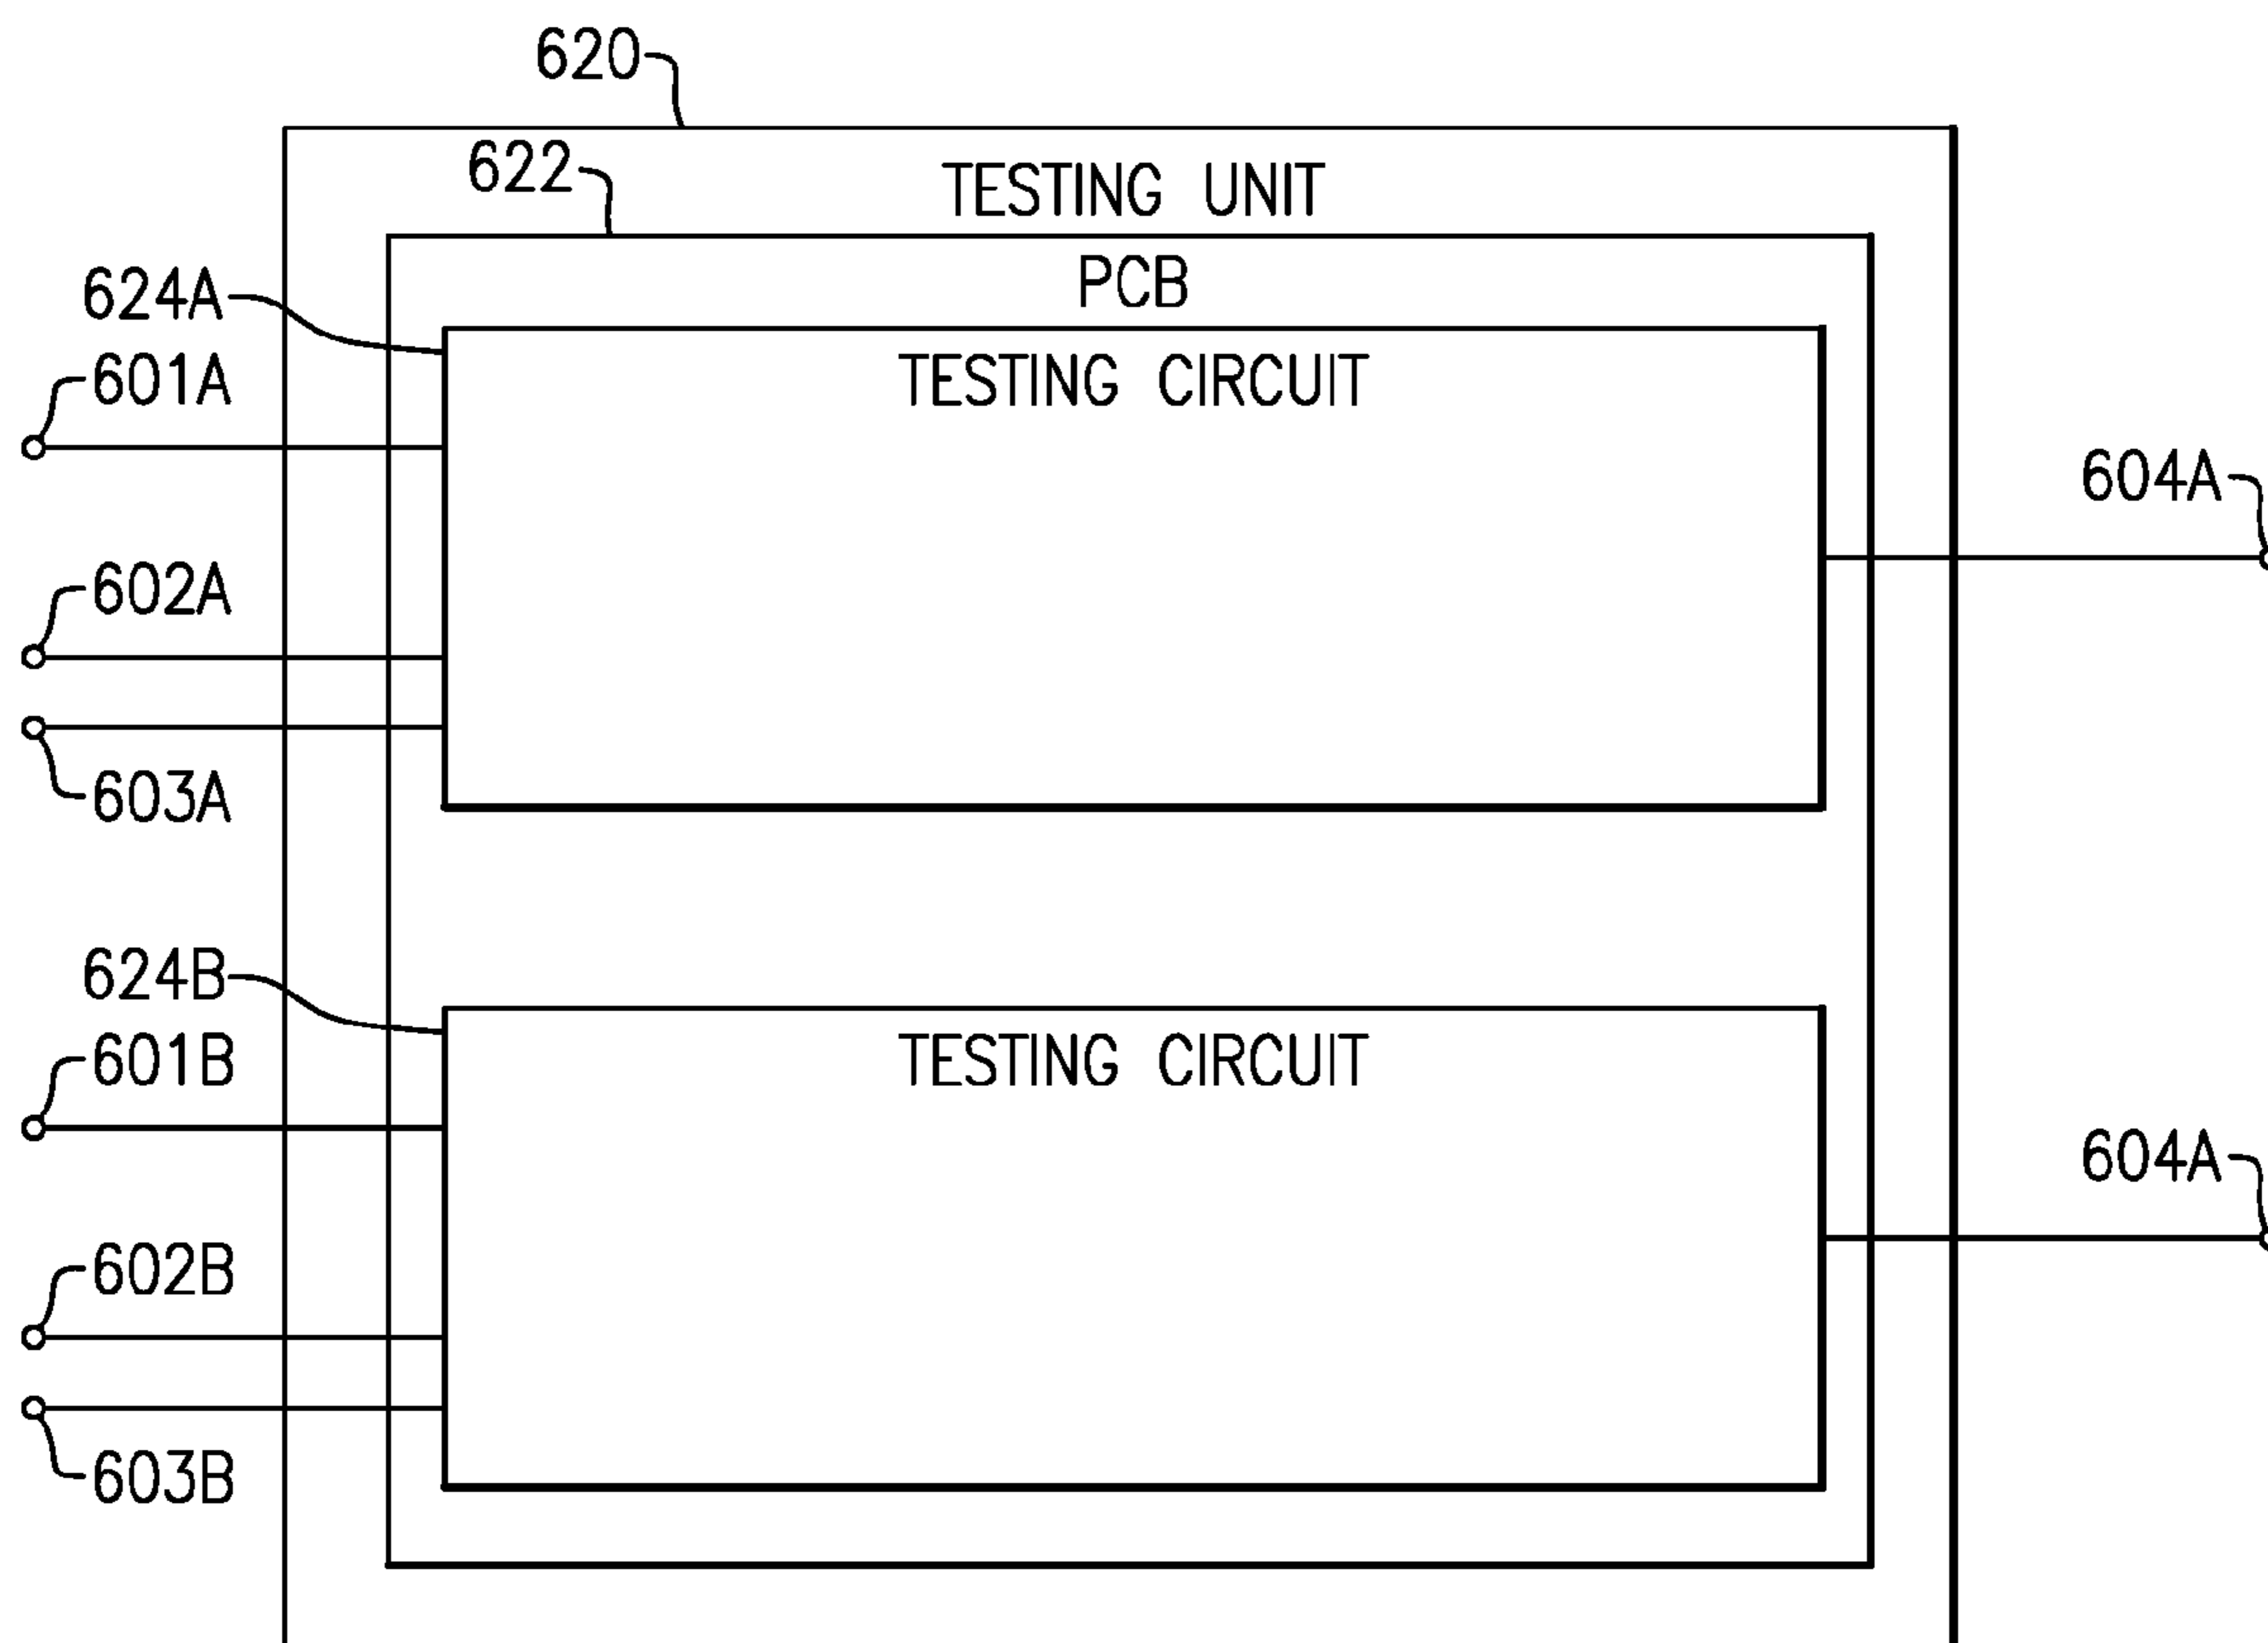 620
TESTING UNIT
622
PCB
624A
TESTING CIRCUIT
601A
604A
602A
603A
624B
TESTING CIRCUIT
601B
604A
602B
603B